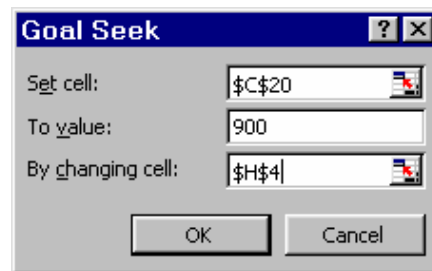 Goal Seek ? ×
Set cell: $C$20
To value: 900
By changing cell: $H$4
OK Cancel